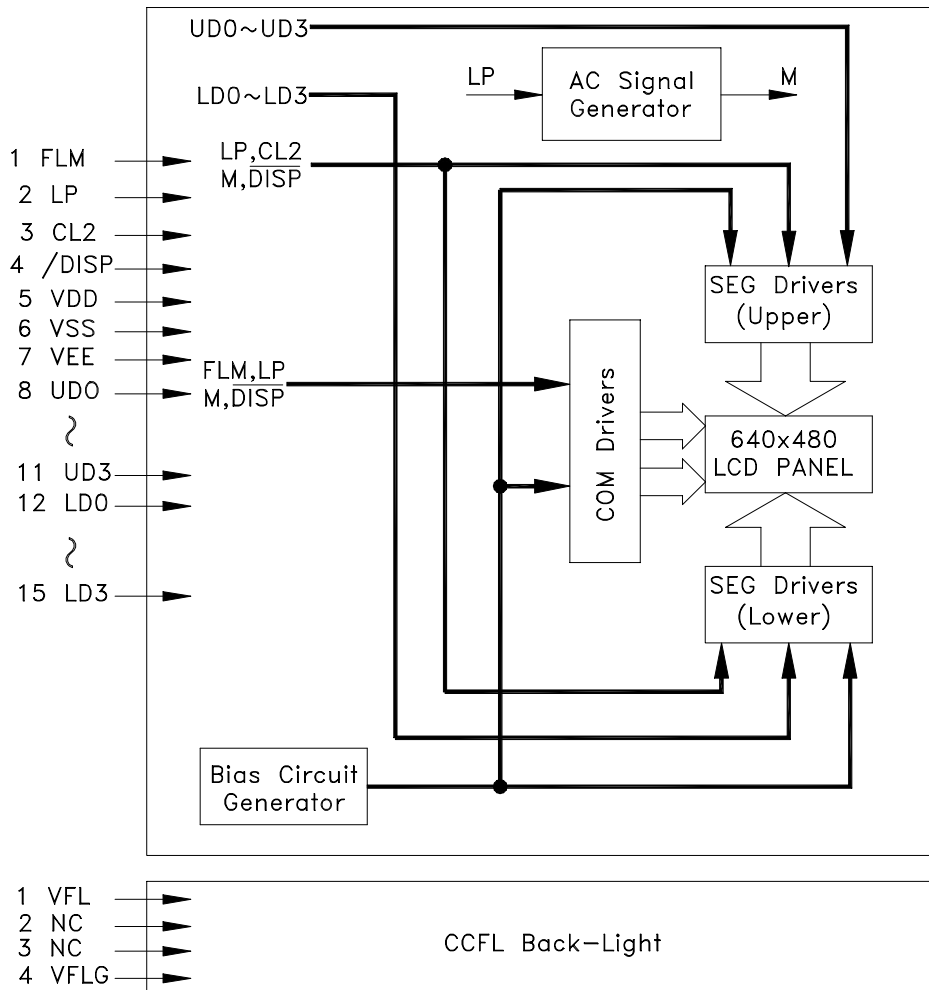 UD0~UD3
LD0~LD3
LP
AC Signal
Generator
M
LP,CL2
M,DISP
1 FLM
2 LP
3 CL2
4 /DISP
5 VDD
6 VSS
7 VEE
8 UD0
~
11 UD3
12 LD0
~
15 LD3
SEG Drivers
(Upper)
FLM,LP
M,DISP
COM Drivers
640x480
LCD PANEL
SEG Drivers
(Lower)
Bias Circuit
Generator
1 VFL
2 NC
3 NC
4 VFLG
CCFL Back-Light